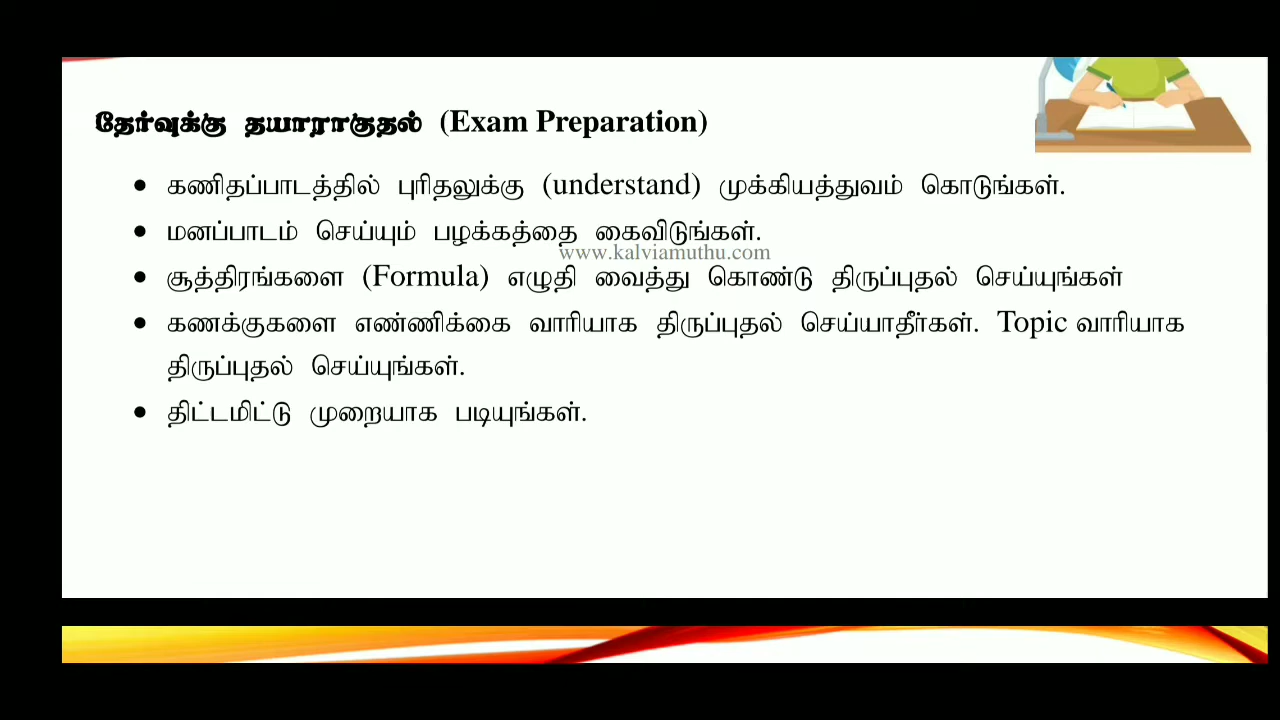 தேர்வுக்கு தயாராகுதல் (Exam Preparation)
• கணிதப்பாடத்தில் புரிதலுக்கு (understand) முக்கியத்துவம் கொடுங்கள்.
• மனப்பாடம் செய்யும் பழக்கத்தை கைவிடுங்கள்.
www.kalviamuthu.com
• சூத்திரங்களை (Formula) எழுதி வைத்து கொண்டு திருப்புதல் செய்யுங்கள்
• கணக்குகளை எண்ணிக்கை வாரியாக திருப்புதல் செய்யாதீர்கள். Topic வாரியாக
திருப்புதல் செய்யுங்கள்.
• திட்டமிட்டு முறையாக படியுங்கள்.